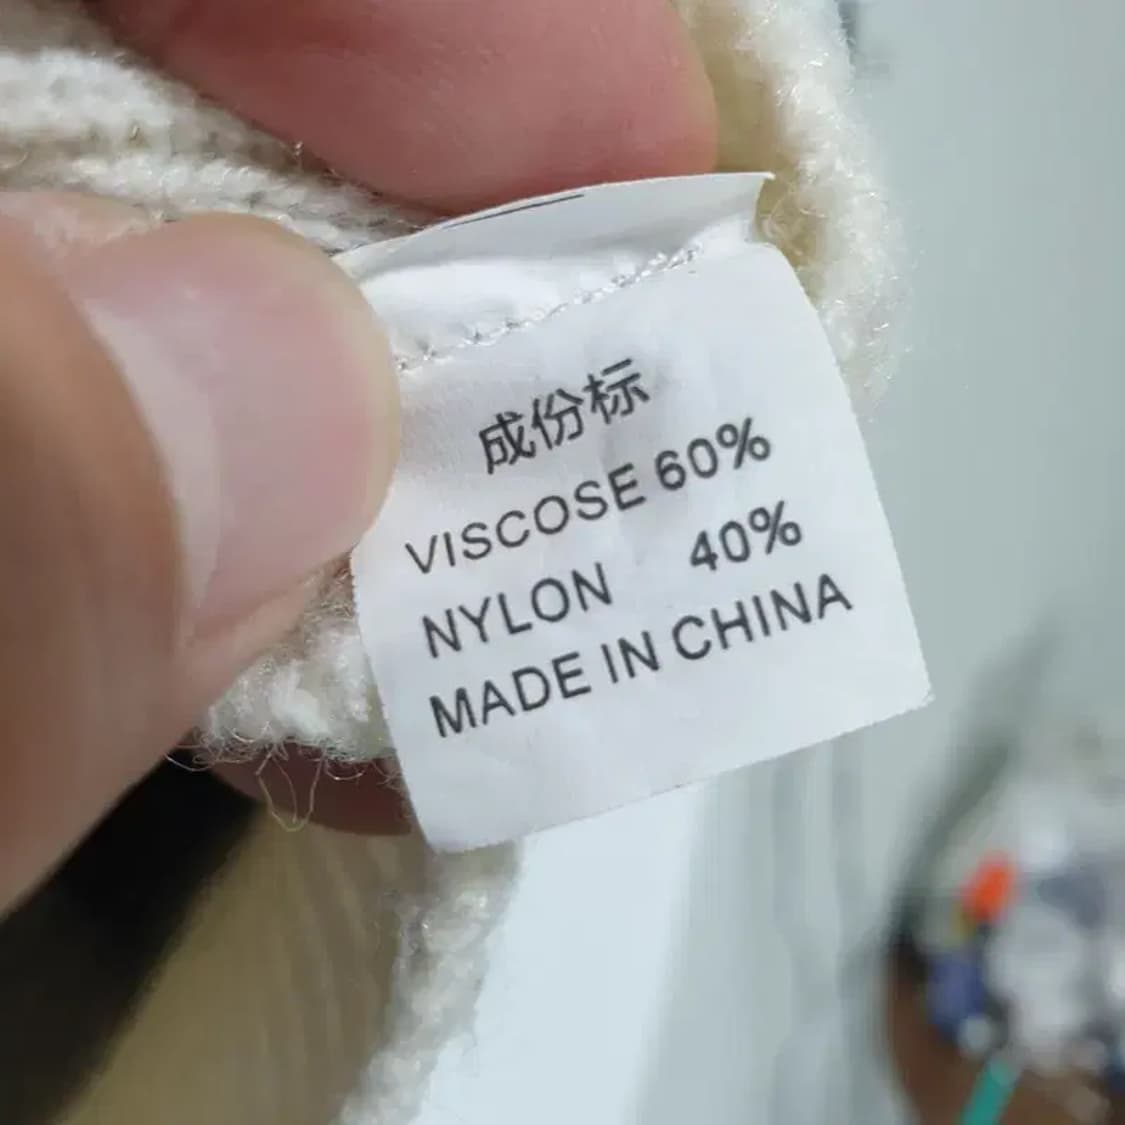 成份标
VISCOSE 60%
NYLON 40%
MADE IN CHINA